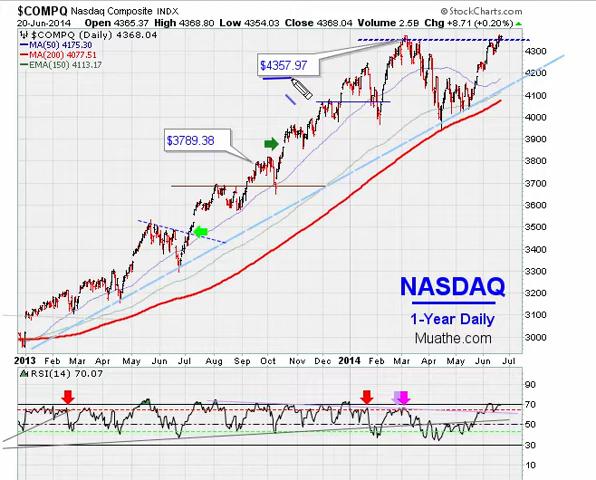 $COMPQ Nasdaq Composite INDX
© StockCharts.com
20-Jun-2014 Open 4365.37 High 4368.80 Low 4354.03 Close 4368.04 Volume 2.5B Chg +8.71 (+0.20%)
$COMPQ (Daily) 4368.04
MA(50) 4175.30
MA(200) 4077.51
EMA(150) 4113.17
$4357.97
$3789.38
4300
4200
4100
4000
3900
3800
3700
3600
3500
3400
3300
3200
3100
3000
NASDAQ
1-Year Daily
Muathe.com
2013 Feb Mar Apr May Jun Jul Aug Sep Oct Nov Dec 2014 Feb Mar Apr May Jun Jul
RSI(14) 70.07
90
70
50
30
10